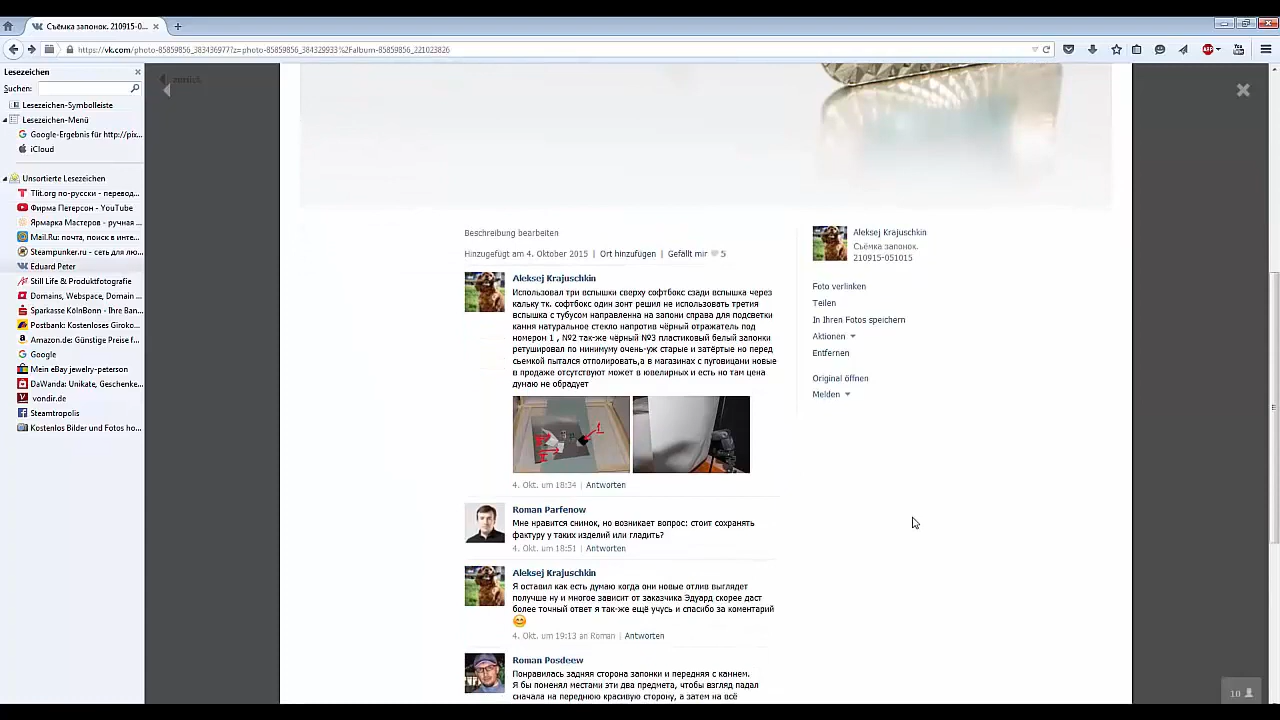 Съёмка запонок. 210915-0...
https://vk.com/photo-85859856_383436977?z=photo-85859856_384329933%2Falbum-85859856_221023826
Lesezeichen
Suchen:
Lesezeichen-Symbolleiste
Lesezeichen-Menü
Google-Ergebnis für http://pix...
iCloud
Unsortierte Lesezeichen
Tlit.org по-русски - перевод...
Фирма Петерсон - YouTube
Ярмарка Мастеров - ручная ...
Mail.Ru: почта, поиск в инте...
Steampunker.ru - сеть для лю...
Eduard Peter
Still Life & Produktfotografie
Domains, Webspace, Domain ...
Sparkasse KölnBonn - Ihre Ban...
Postbank: Kostenloses Giroko...
Amazon.de: Günstige Preise f...
Google
Mein eBay jewelry-peterson
DaWanda: Unikate, Geschenke...
vondir.de
Steamtropolis
Kostenlos Bilder und Fotos ho...
zurück
Beschreibung bearbeiten
Hinzugefügt am 4. Oktober 2015 | Ort hinzufügen | Gefällt mir 5
Aleksej Krajuschkin
Использовал три вспышки сверху софтбокс сзади вспышка через
кальку тк. софтбокс один зонт решил не использовать третия
вспышка с тубусом направленна на запони справа для подсветки
камня натуральное стекло напротив чёрный отражатель под
номером 1 , №2 так-же чёрный №3 пластиковый белый запонки
ретушировал по нинимуму очень-уж старые и затёртые но перед
сьемкой пытался отполировать,а в магазинах с пуговицами новые
в продаже отсутствуют может в ювелирных и есть но там цена
думаю не обрадует
1
4. Okt. um 18:34 | Antworten
Roman Parfenow
Мне нравится снимок, но возникает вопрос: стоит сохранять
фактуру у таких изделий или гладить?
4. Okt. um 18:51 | Antworten
Aleksej Krajuschkin
Я оставил как есть думаю когда они новые отлив выглядет
получше ну и многое зависит от заказчика Эдуард скорее даст
более точный ответ я так-же ещё учусь и спасибо за коментарий
4. Okt. um 19:13 an Roman | Antworten
Roman Posdeew
Понравилась задняя сторона запонки и передняя с камнем.
Я бы поменял местами эти два предмета, чтобы взгляд падал
сначала на переднюю красивую сторону, а затем на всё
Aleksej Krajuschkin
Съёмка запонок.
210915-051015
Foto verlinken
Teilen
In Ihren Fotos speichern
Aktionen
Entfernen
Original öffnen
Melden
10